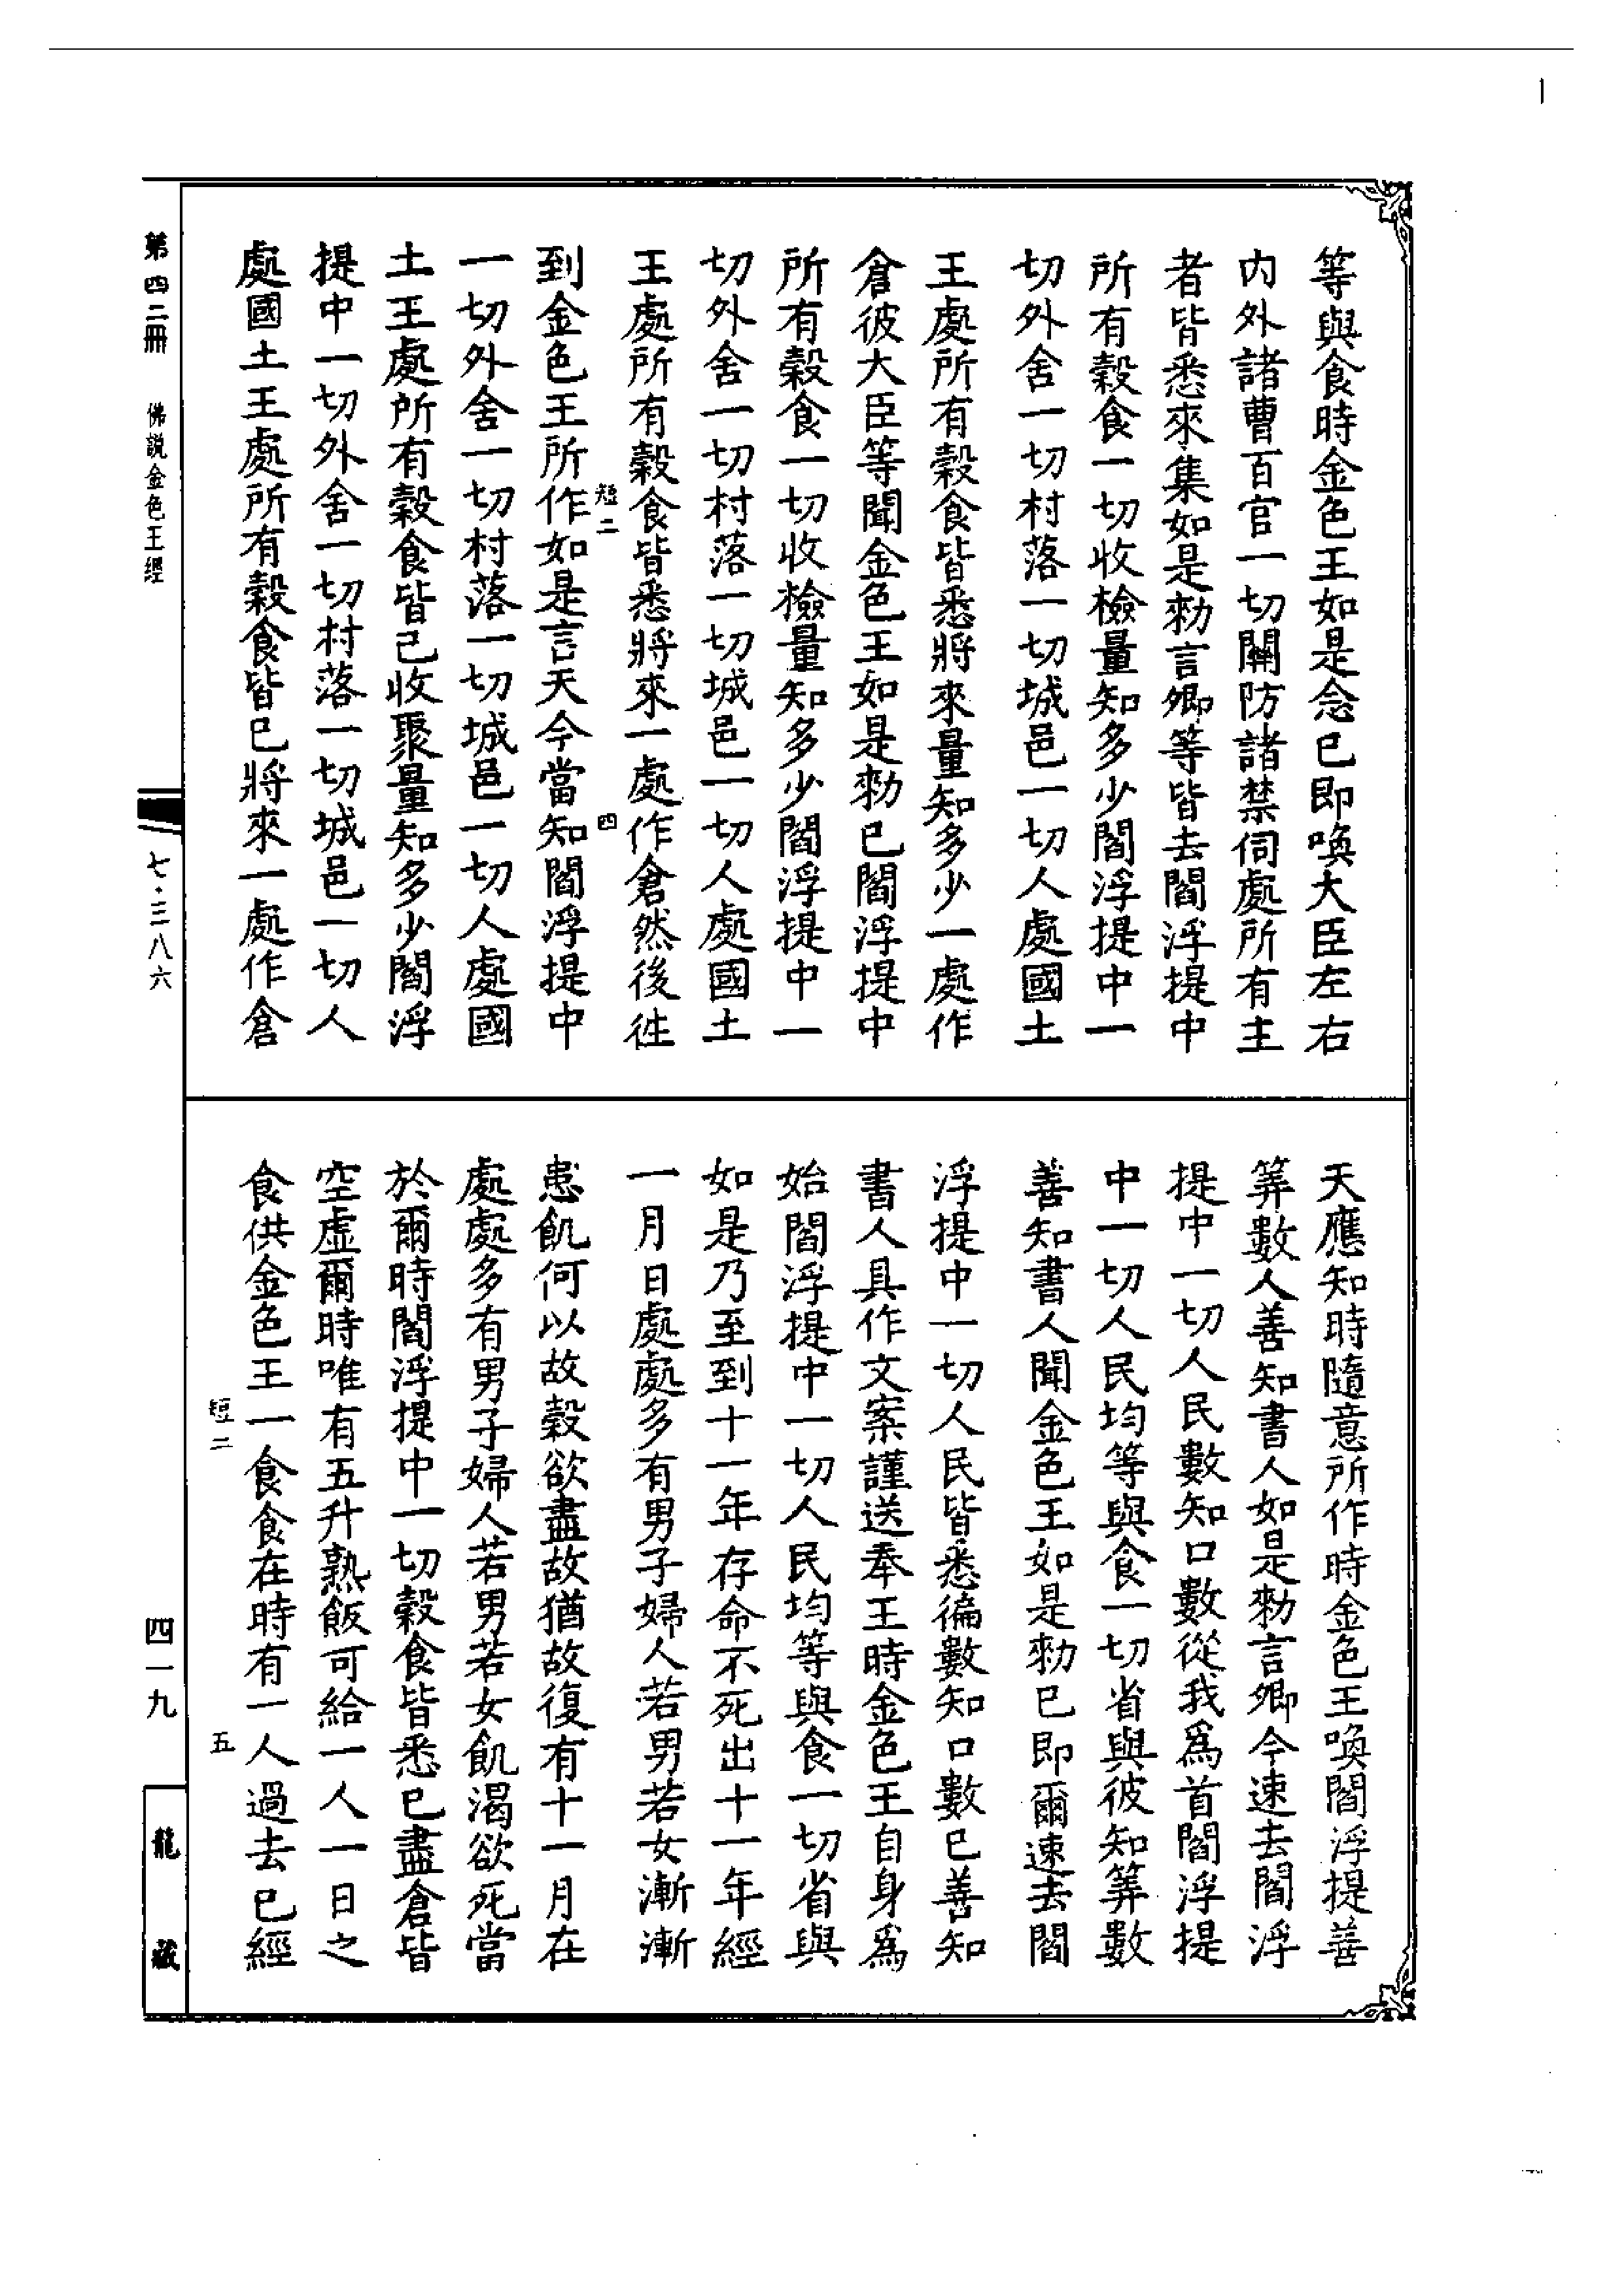 等與食時金色王如是念已即喚大臣左右
内外諸曹百官一切關防諸禁伺處所有主
者皆悉來集如是勑言卿等皆去閻浮提中
所有穀食一切收檢量知多少閻浮提中一
切外舍一切村落一切城邑一切人處國土
王處所有穀食皆悉將來量知多少一處作
倉彼大臣等聞金色王如是勑已閻浮提中
所有穀食一切收檢量知多少閻浮提中一
切外舍一切村落一切城邑一切人處國土
王處所有穀食皆悉將來一處作倉然後徃
短二 四
到金色王所作如是言天今當知閻浮提中
一切外舍一切村落一切城邑一切人處國
土王處所有穀食皆已收聚量知多少閻浮
提中一切外舍一切村落一切城邑一切人
處國土王處所有穀食皆已將來一處作倉
天應知時隨意所作時金色王喚閻浮提善
筭數人善知書人如是勑言卿今速去閻浮
提中一切人民數知口數從我爲首閻浮提
中一切人民均等與食一切省與彼知筭數
善知書人聞金色王如是勑已即爾速去閻
浮提中一切人民皆悉徧數知口數已善知
書人具作文案謹送奉王時金色王自身爲
始閻浮提中一切人民均等與食一切省與
如是乃至到十一年存命不死出十一年經
一月日處處多有男子婦人若男若女漸漸
患飢何以故穀欲盡故猶故復有十一月在
處處多有男子婦人若男若女飢渴欲死當
於爾時閻浮提中一切穀食皆悉已盡倉皆
空虛爾時唯有五升熟飯可給一人一日之
食供金色王一食食在時有一人過去已經
短二 五
第四三冊 佛説金色王經
七·三八六
四一九
龍藏